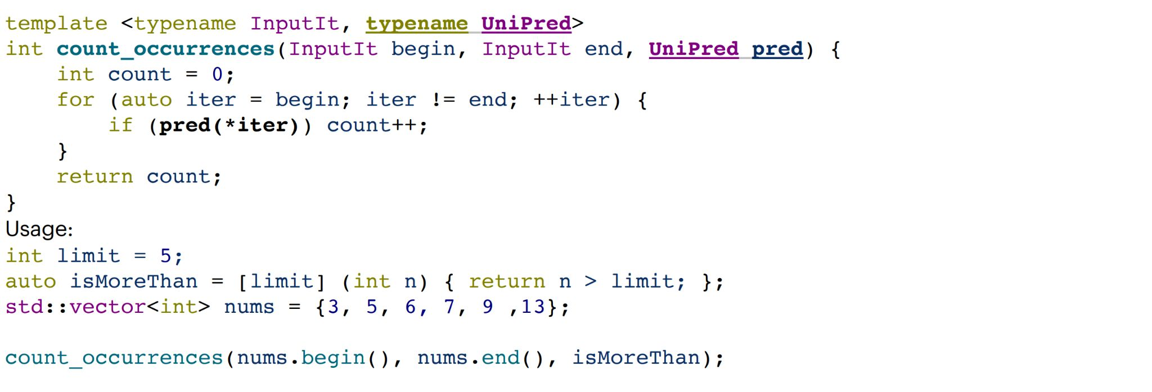 template <typename InputIt, typename UniPred>
int count_occurrences(InputIt begin, InputIt end, UniPred pred) {
    int count = 0;
    for (auto iter = begin; iter != end; ++iter) {
        if (pred(*iter)) count++;
    }
    return count;
}
Usage:
int limit = 5;
auto isMoreThan = [limit] (int n) { return n > limit; };
std::vector<int> nums = {3, 5, 6, 7, 9 ,13};
count_occurrences(nums.begin(), nums.end(), isMoreThan);